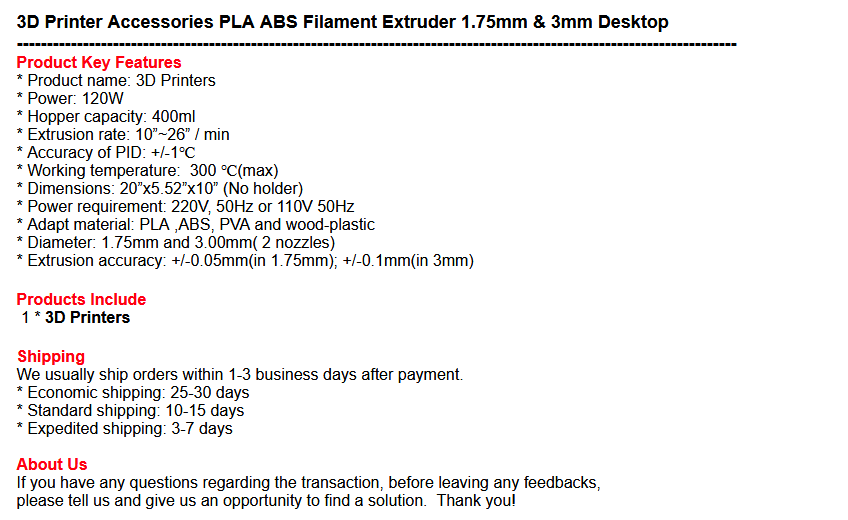 3D Printer Accessories PLA ABS Filament Extruder 1.75mm & 3mm Desktop
Product Key Features
* Product name: 3D Printers
* Power: 120W
* Hopper capacity: 400ml
* Extrusion rate: 10”~26” / min
* Accuracy of PID: +/-1℃
* Working temperature:  300 ℃(max)
* Dimensions: 20”x5.52”x10” (No holder)
* Power requirement: 220V, 50Hz or 110V 50Hz
* Adapt material: PLA ,ABS, PVA and wood-plastic
* Diameter: 1.75mm and 3.00mm( 2 nozzles)
* Extrusion accuracy: +/-0.05mm(in 1.75mm); +/-0.1mm(in 3mm)
Products Include
1 * 3D Printers
Shipping
We usually ship orders within 1-3 business days after payment.
* Economic shipping: 25-30 days
* Standard shipping: 10-15 days
* Expedited shipping: 3-7 days
About Us
If you have any questions regarding the transaction, before leaving any feedbacks,
please tell us and give us an opportunity to find a solution.  Thank you!